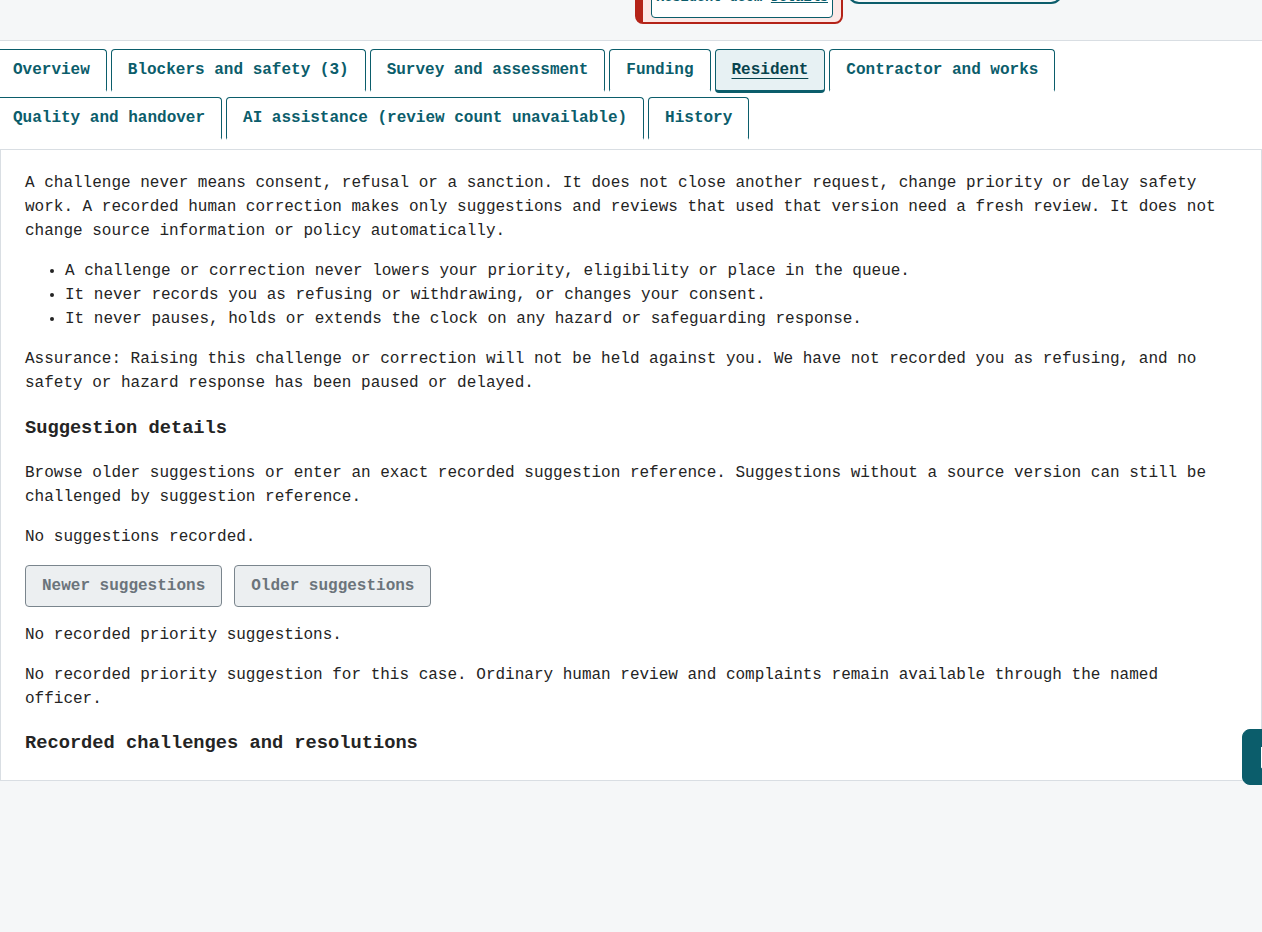 Overview
Blockers and safety (3)
Survey and assessment
Funding
Resident
Contractor and works
Quality and handover
AI assistance (review count unavailable)
History
A challenge never means consent, refusal or a sanction. It does not close another request, change priority or delay safety
work. A recorded human correction makes only suggestions and reviews that used that version need a fresh review. It does not
change source information or policy automatically.
• A challenge or correction never lowers your priority, eligibility or place in the queue.
• It never records you as refusing or withdrawing, or changes your consent.
• It never pauses, holds or extends the clock on any hazard or safeguarding response.
Assurance: Raising this challenge or correction will not be held against you. We have not recorded you as refusing, and no
safety or hazard response has been paused or delayed.
Suggestion details
Browse older suggestions or enter an exact recorded suggestion reference. Suggestions without a source version can still be
challenged by suggestion reference.
No suggestions recorded.
Newer suggestions
Older suggestions
No recorded priority suggestions.
No recorded priority suggestion for this case. Ordinary human review and complaints remain available through the named
officer.
Recorded challenges and resolutions